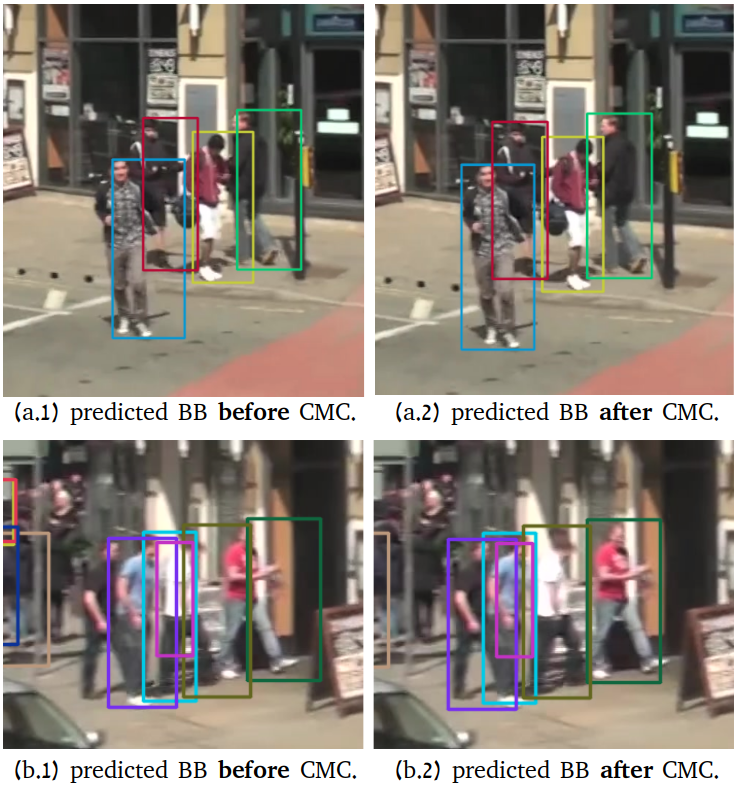 (a.1) predicted BB before CMC.
(a.2) predicted BB after CMC.
(b.1) predicted BB before CMC.
(b.2) predicted BB after CMC.